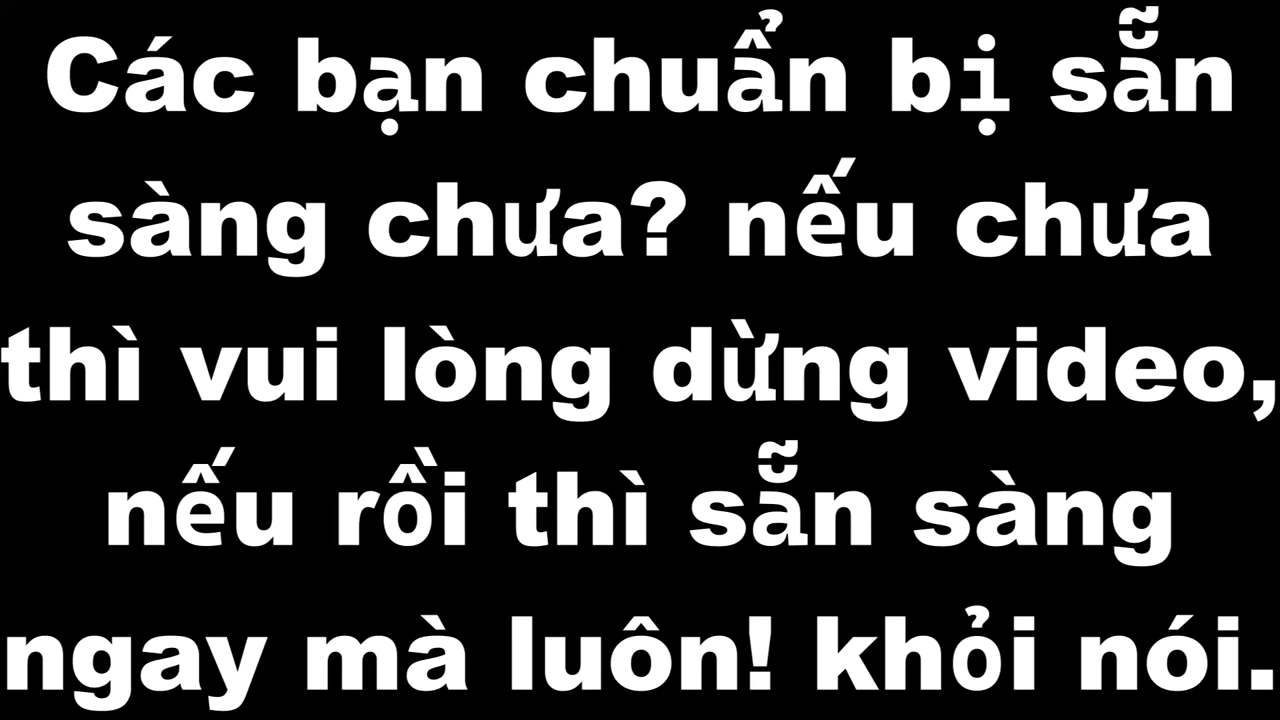 Các bạn chuẩn bị sẵn
sàng chưa? nếu chưa
thì vui lòng dừng video,
nếu rồi thì sẵn sàng
ngay mà luôn! khỏi nói.